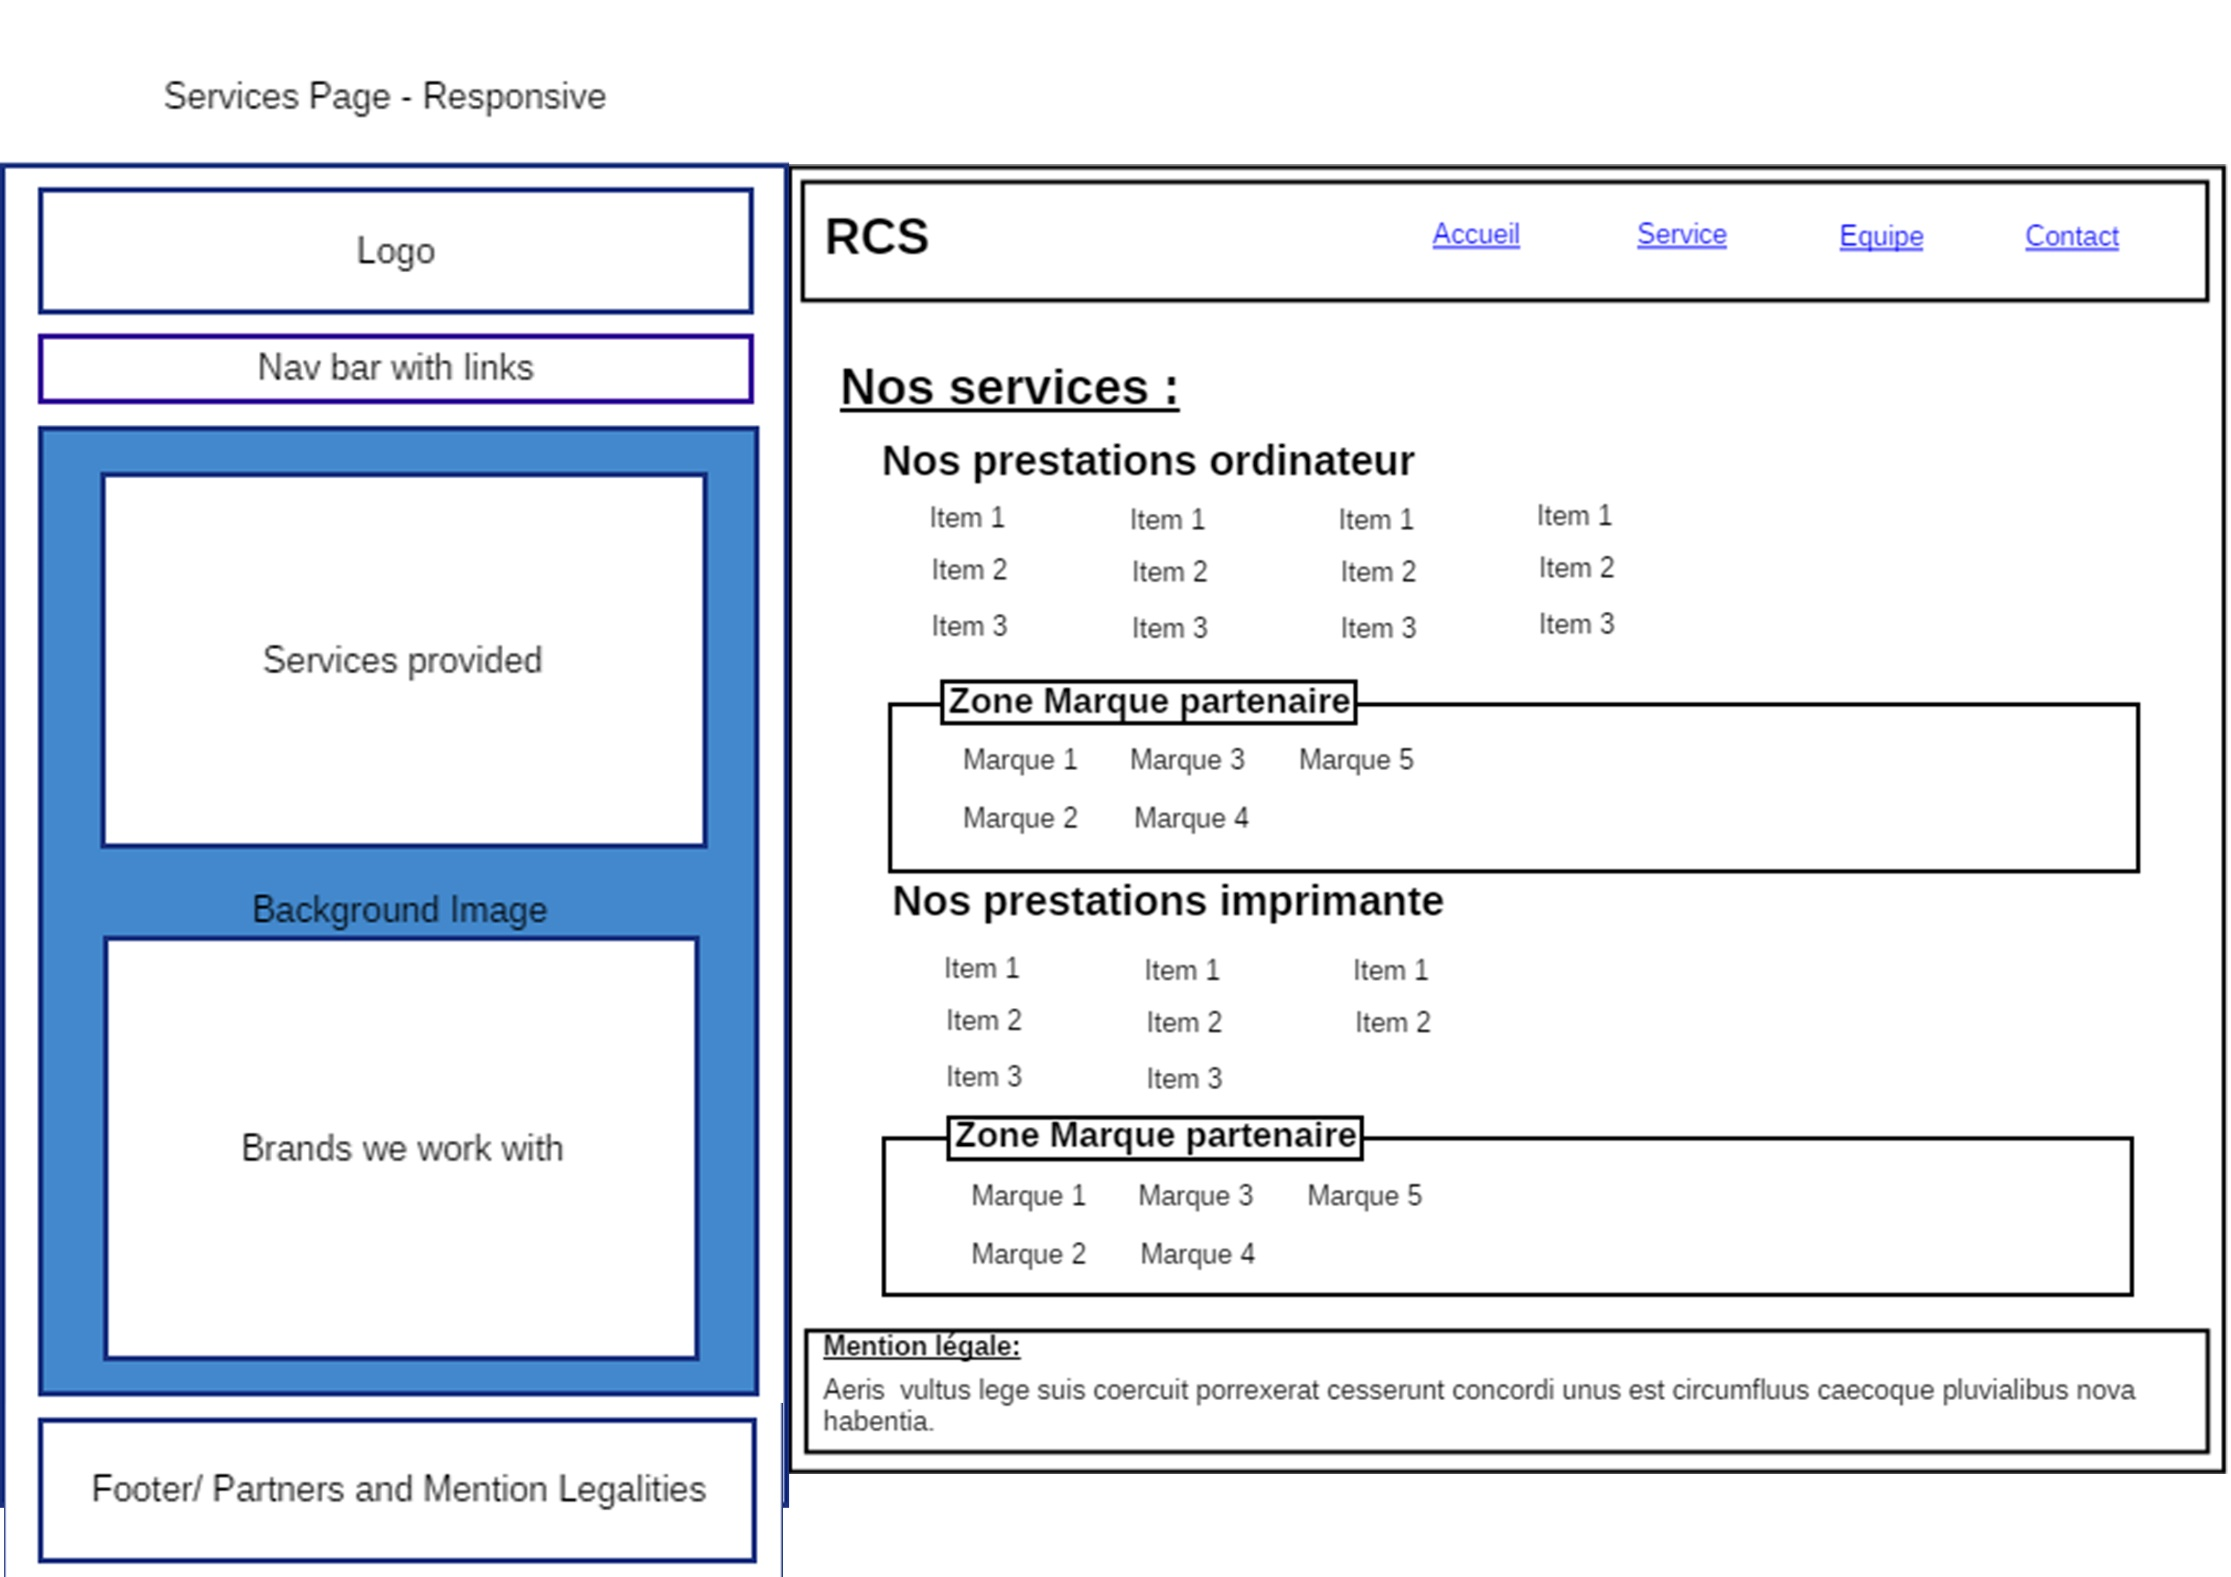 Services Page - Responsive
Logo
Nav bar with links
Services provided
Background Image
Brands we work with
Footer/ Partners and Mention Legalities
RCS Accueil Service Equipe Contact
Nos services :
Nos prestations ordinateur
Item 1 Item 1 Item 1 Item 1
Item 2 Item 2 Item 2 Item 2
Item 3 Item 3 Item 3 Item 3
Zone Marque partenaire
Marque 1 Marque 3 Marque 5
Marque 2 Marque 4
Nos prestations imprimante
Item 1 Item 1 Item 1
Item 2 Item 2 Item 2
Item 3 Item 3
Zone Marque partenaire
Marque 1 Marque 3 Marque 5
Marque 2 Marque 4
Mention légale:
Aeris vultus lege suis coercuit porrexerat cesserunt concordi unus est circumfluus caecoque pluvialibus nova
habentia.